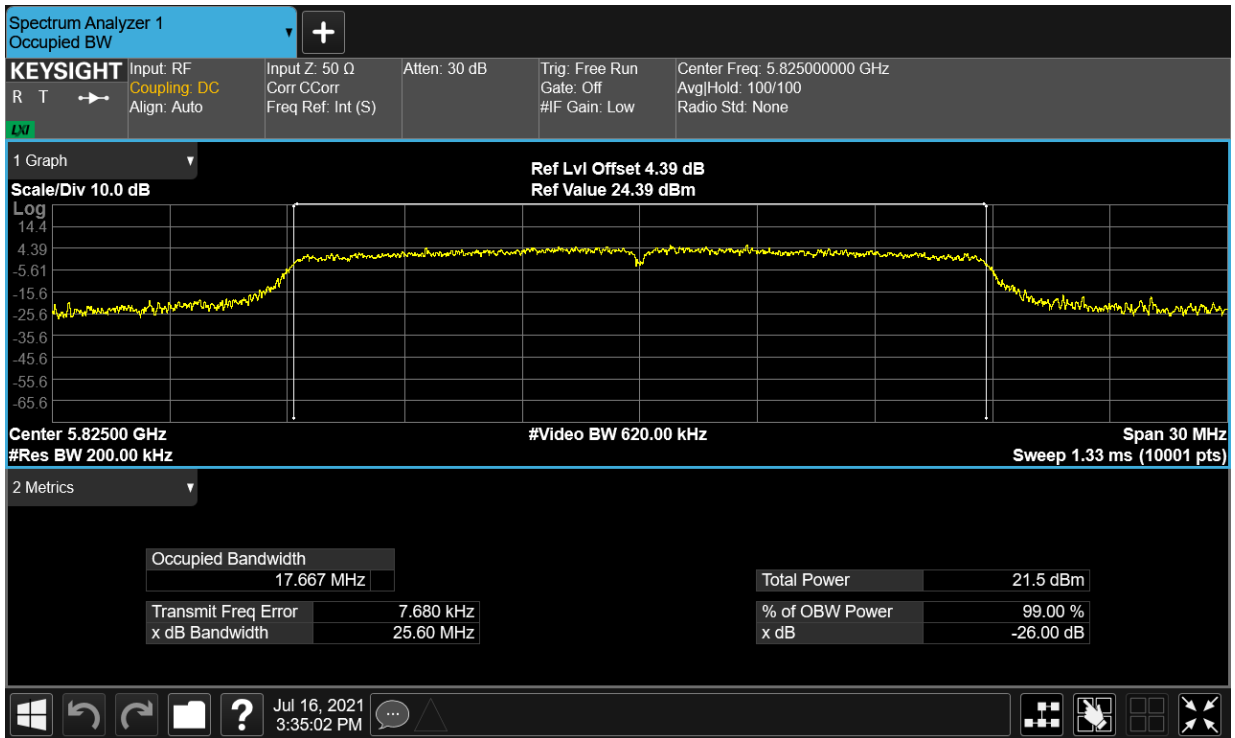 Spectrum Analyzer 1
Occupied BW
KEYSIGHT
R T
LXI
Input: RF
Coupling: DC
Align: Auto
Input Z: 50 Ω
Corr CCorr
Freq Ref: Int (S)
Atten: 30 dB
Trig: Free Run
Gate: Off
#IF Gain: Low
Center Freq: 5.825000000 GHz
Avg|Hold: 100/100
Radio Std: None
1 Graph
Scale/Div 10.0 dB
Ref Lvl Offset 4.39 dB
Ref Value 24.39 dBm
Log
14.4
4.39
-5.61
-15.6
-25.6
-35.6
-45.6
-55.6
-65.6
Center 5.82500 GHz
#Res BW 200.00 kHz
#Video BW 620.00 kHz
Span 30 MHz
Sweep 1.33 ms (10001 pts)
2 Metrics
Occupied Bandwidth
17.667 MHz
Transmit Freq Error 7.680 kHz
x dB Bandwidth 25.60 MHz
Total Power 21.5 dBm
% of OBW Power 99.00 %
x dB -26.00 dB
?
Jul 16, 2021
3:35:02 PM